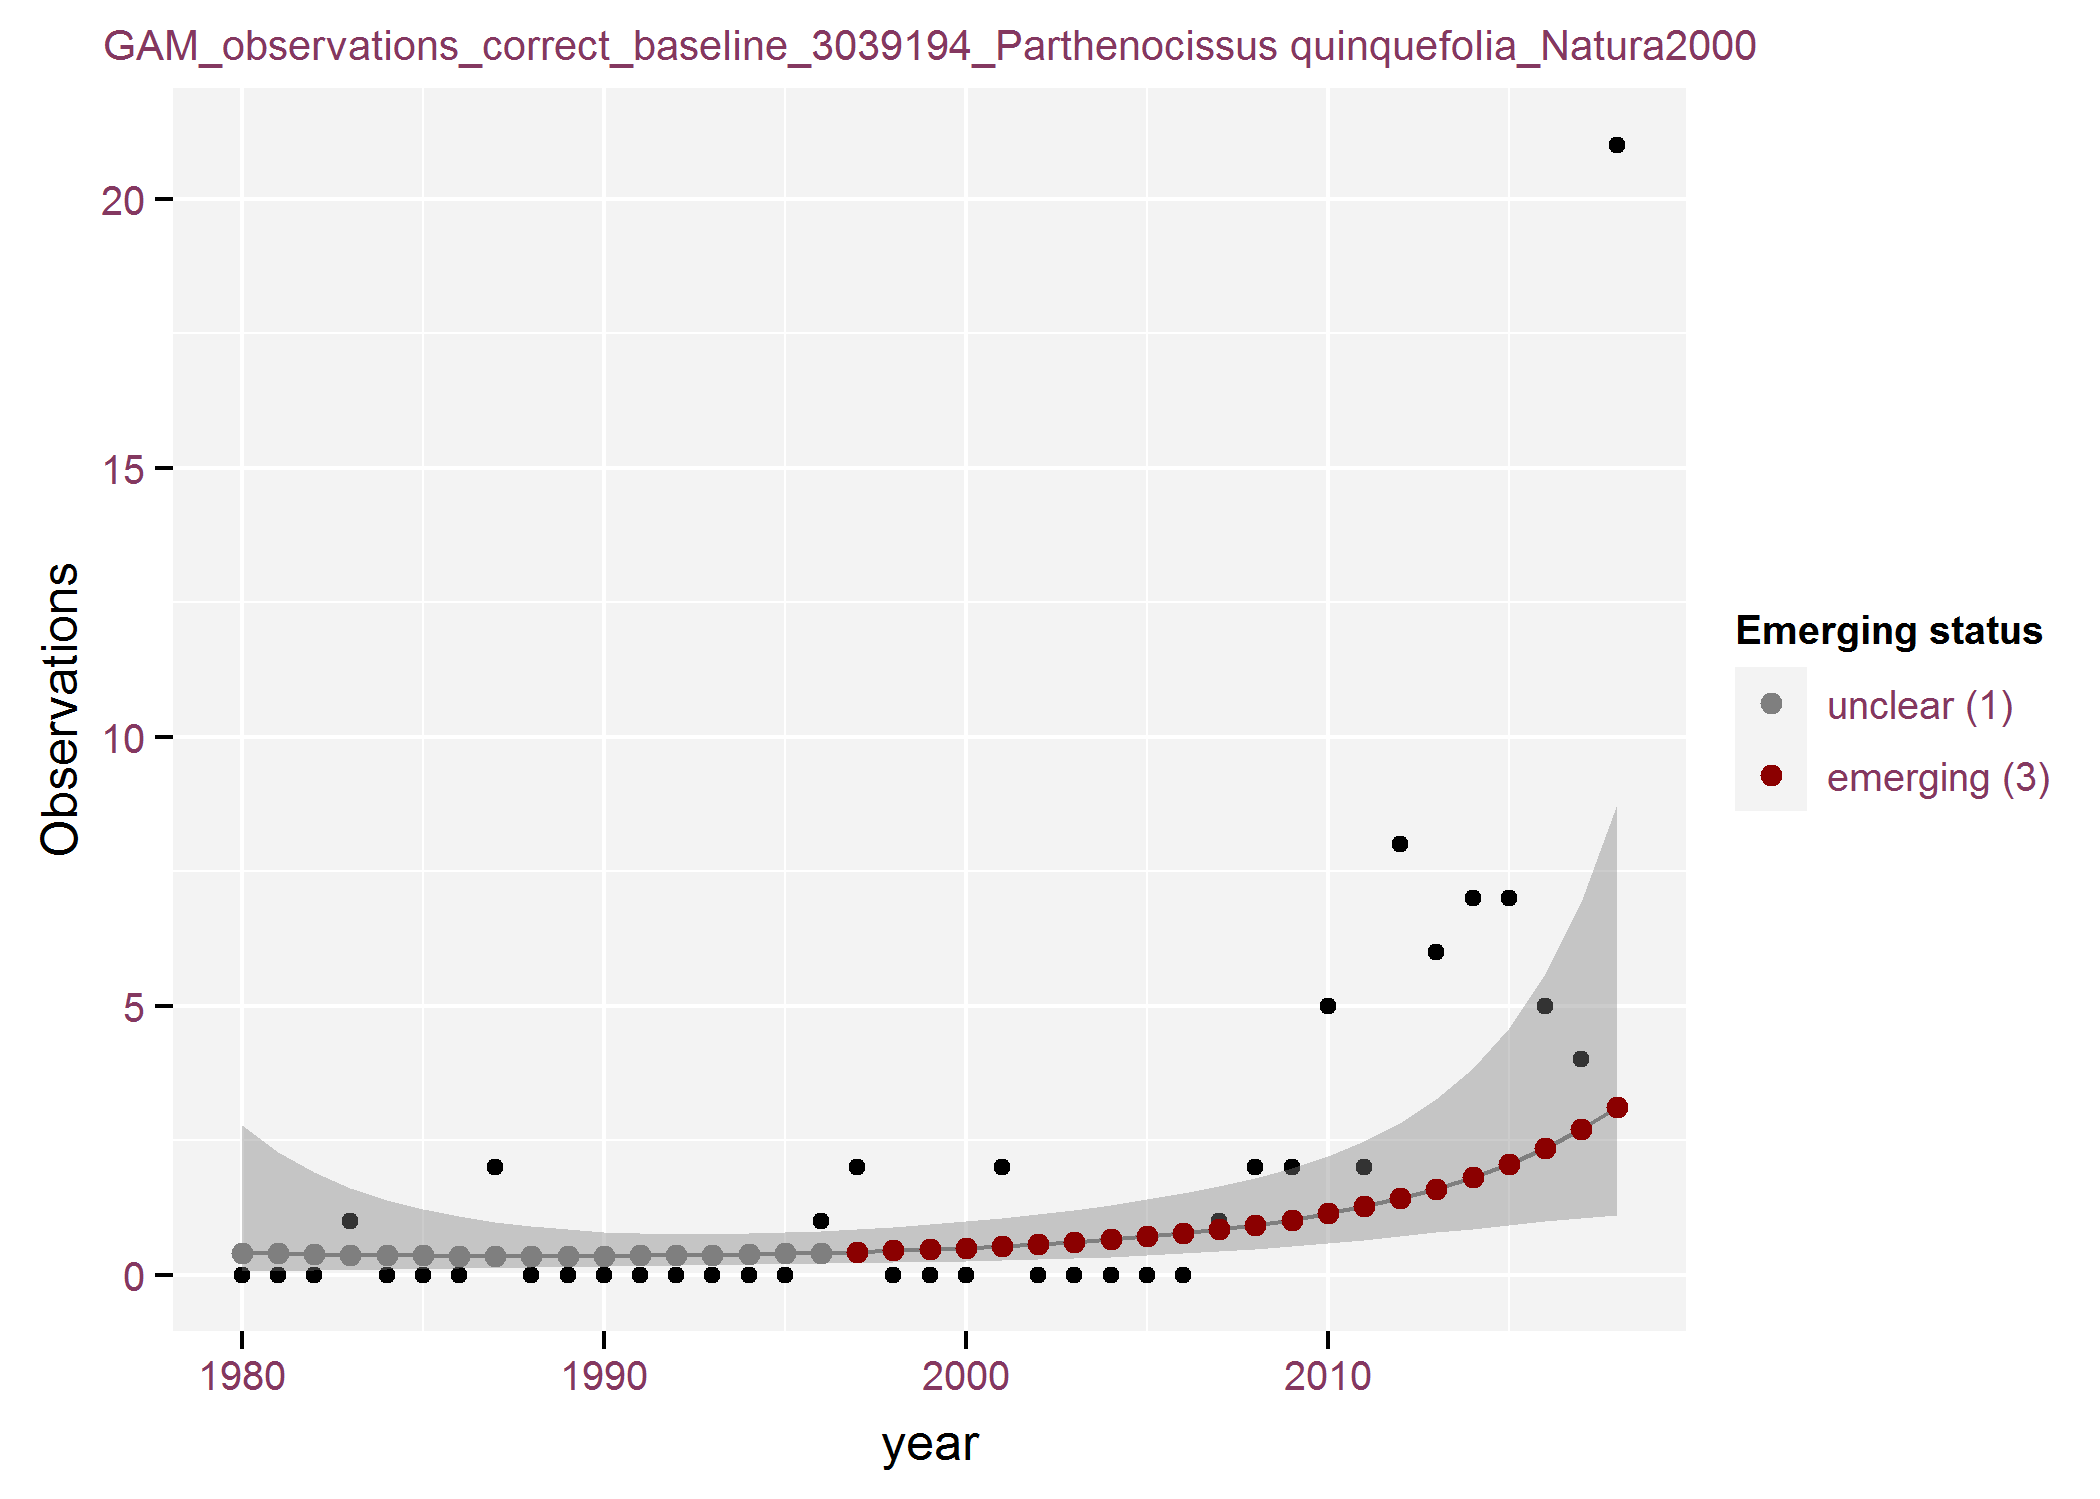 GAM_observations_correct_baseline_3039194_Parthenocissus quinquefolia_Natura2000
20
15
10
5
0
Observations
1980
1990
2000
2010
year
Emerging status
unclear (1)
emerging (3)